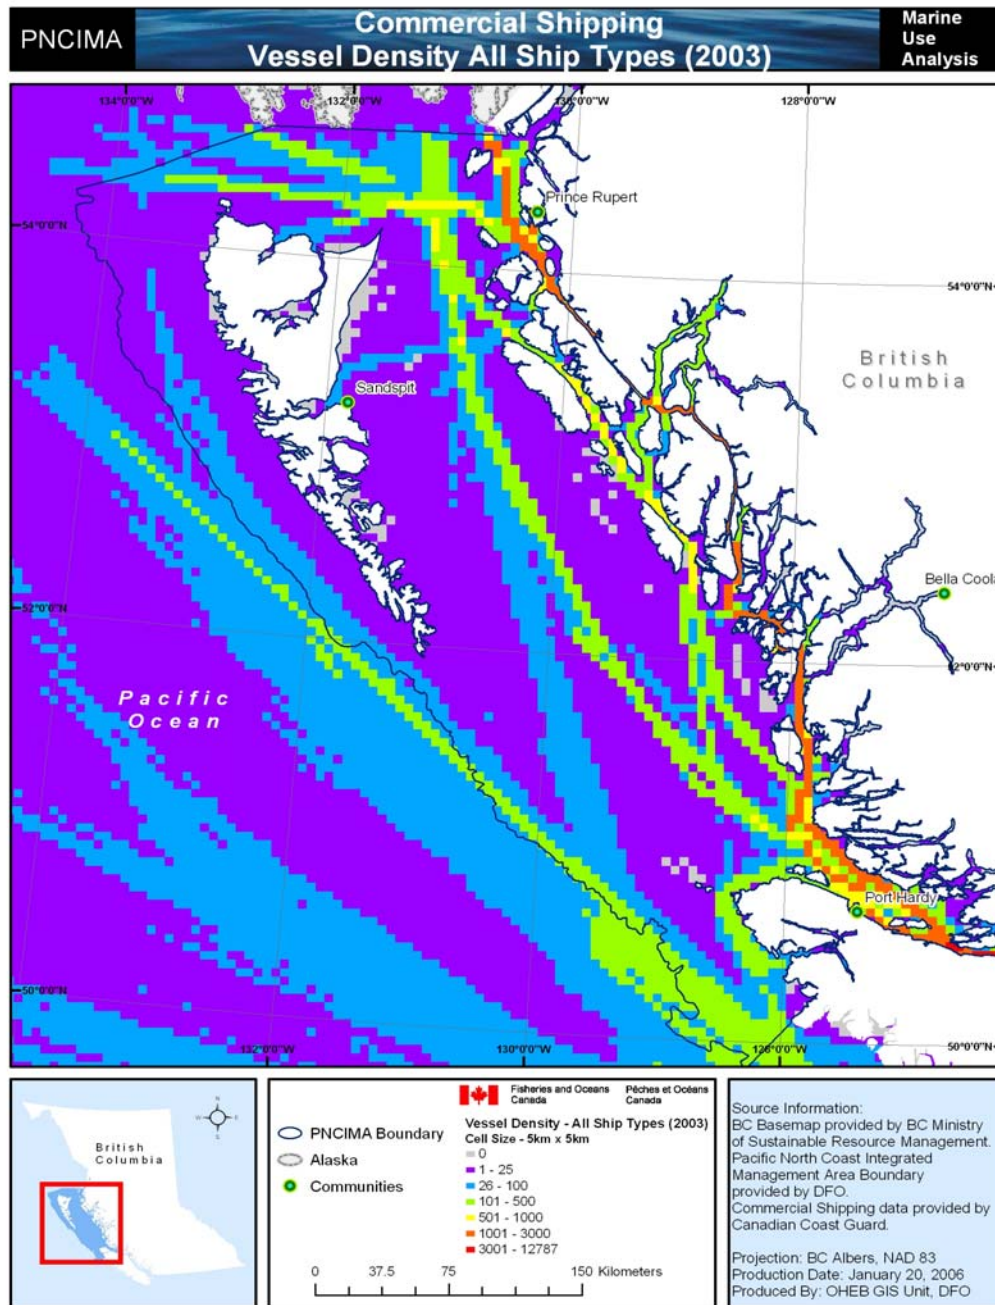 PNCIMA
Commercial Shipping
Vessel Density All Ship Types (2003)
Marine
Use
Analysis
134°0'0"W
132°0'0"W
128°0'0"W
Prince Rupert
54°0'0"N
54°0'0"N
British
Columbia
Sandspit
Bella Coola
52°0'0"N
Pacific
Ocean
Port Hardy
50°0'0"N
132°0'0"W
130°0'0"W
50°0'0"N
British
Columbia
N
W
E
S
PNCIMA Boundary
Alaska
Communities
Fisheries and Oceans
Canada
Pêches et Océans
Canada
Vessel Density - All Ship Types (2003)
Cell Size - 5km x 5km
0
1 - 25
26 - 100
101 - 500
501 - 1000
1001 - 3000
3001 - 12787
0 37.5 75 150 Kilometers
Source Information:
BC Basemap provided by BC Ministry
of Sustainable Resource Management.
Pacific North Coast Integrated
Management Area Boundary
provided by DFO.
Commercial Shipping data provided by
Canadian Coast Guard.
Projection: BC Albers, NAD 83
Production Date: January 20, 2006
Produced By: OHEB GIS Unit, DFO